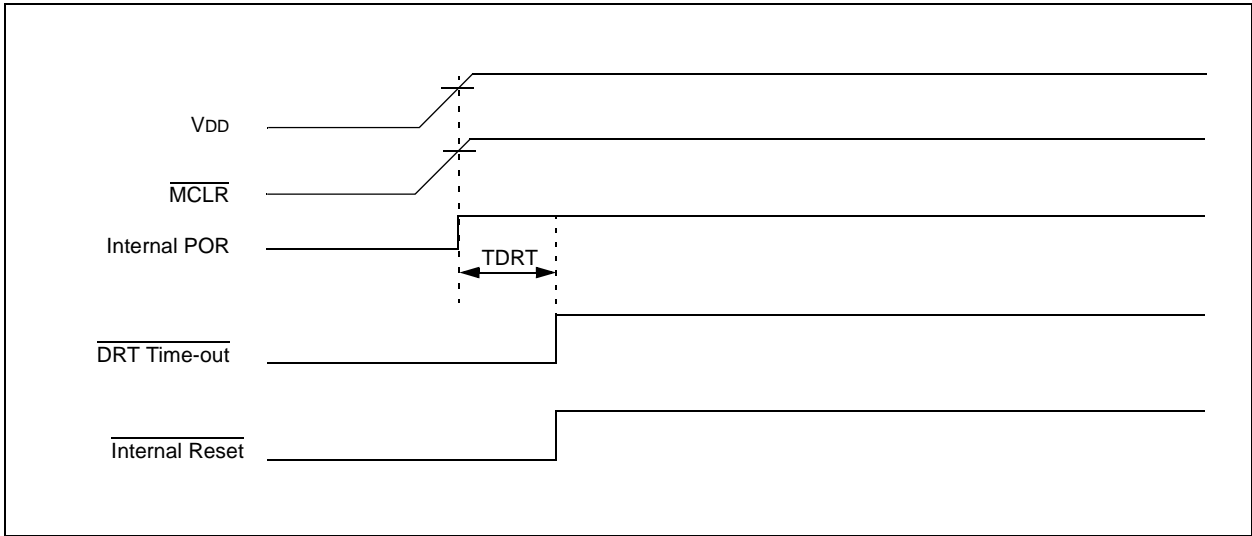 VDD
MCLR
Internal POR
TDRT
DRT Time-out
Internal Reset